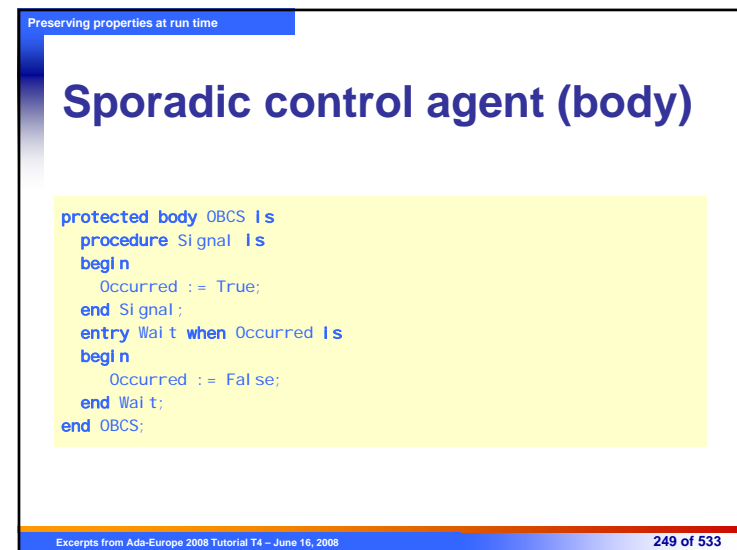 Preserving properties at run time
Sporadic control agent (body)
protected body OBCS is
procedure Signal is
begin
Occurred := True;
end Signal;
entry Wait when Occurred is
begin
Occurred := False;
end Wait;
end OBCS;
Excerpts from Ada-Europe 2008 Tutorial T4 – June 16, 2008
249 of 533